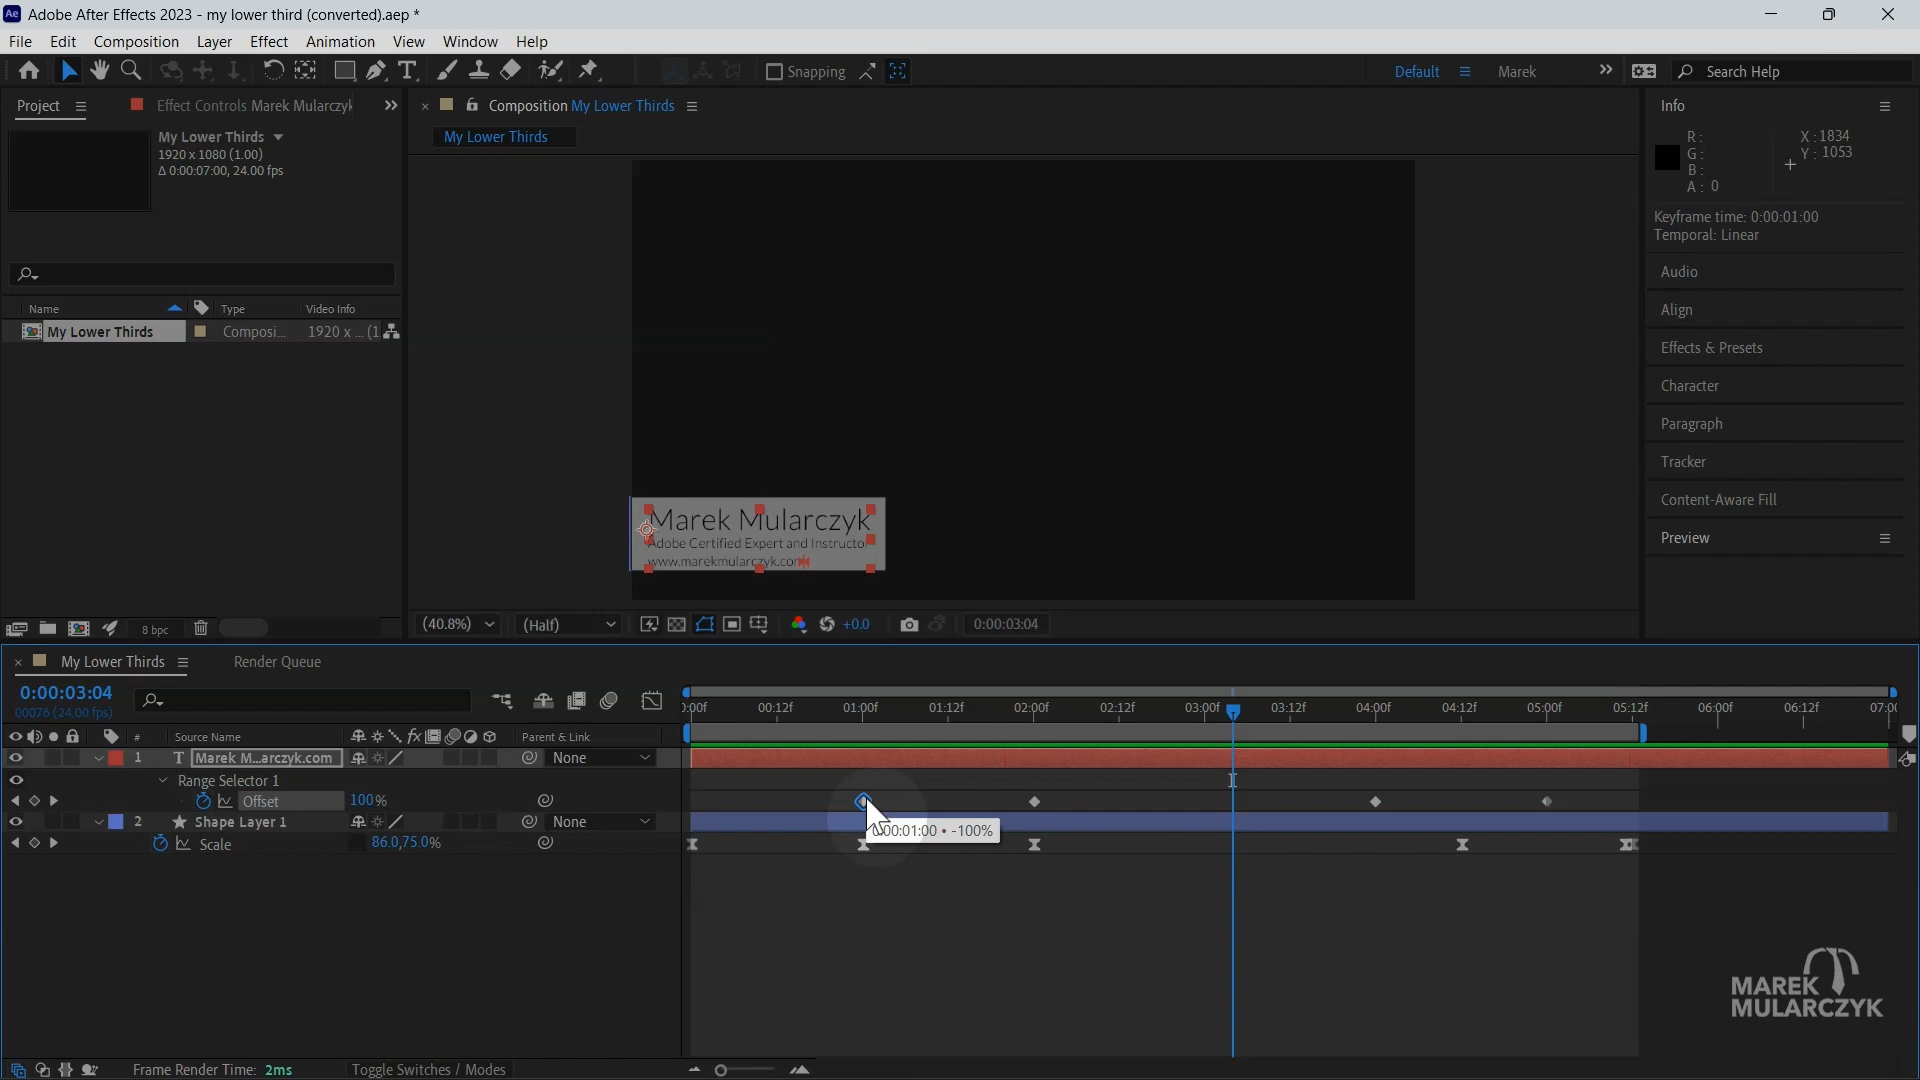 Adobe After Effects 2023 - my lower third (converted).aep *
File Edit Composition Layer Effect Animation View Window Help
Snapping
Default
Marek
Search Help
Project
Effect Controls Marek Mularczyk
Composition My Lower Thirds
Info
My Lower Thirds
1920 x 1080 (1.00)
Δ 0:00:07:00, 24.00 fps
My Lower Thirds
R :
G :
B :
A : 0
X : 1834
Y : 1053
Keyframe time: 0:00:01:00
Temporal: Linear
Audio
Align
Effects & Presets
Character
Paragraph
Tracker
Content-Aware Fill
Preview
Name Type Video Info
My Lower Thirds Composi... 1920 x ... (1
Marek Mularczyk
Adobe Certified Expert and Instructor
www.marekmularczyk.com
8 bpc
(40.8%) (Half) +0.0 0:00:03:04
My Lower Thirds Render Queue
0:00:03:04
00076 (24.00 fps)
):00f 00:12f 01:00f 01:12f 02:00f 02:12f 03:00f 03:12f 04:00f 04:12f 05:00f 05:12f 06:00f 06:12f 07:00
# Source Name fx Parent & Link
1 T Marek M...arczyk.com None
Range Selector 1
Offset 100%
2 Shape Layer 1 None
0:00:01:00 • -100%
Scale 86.0,75.0%
MAREK
MULARCZYK
Frame Render Time: 2ms Toggle Switches / Modes